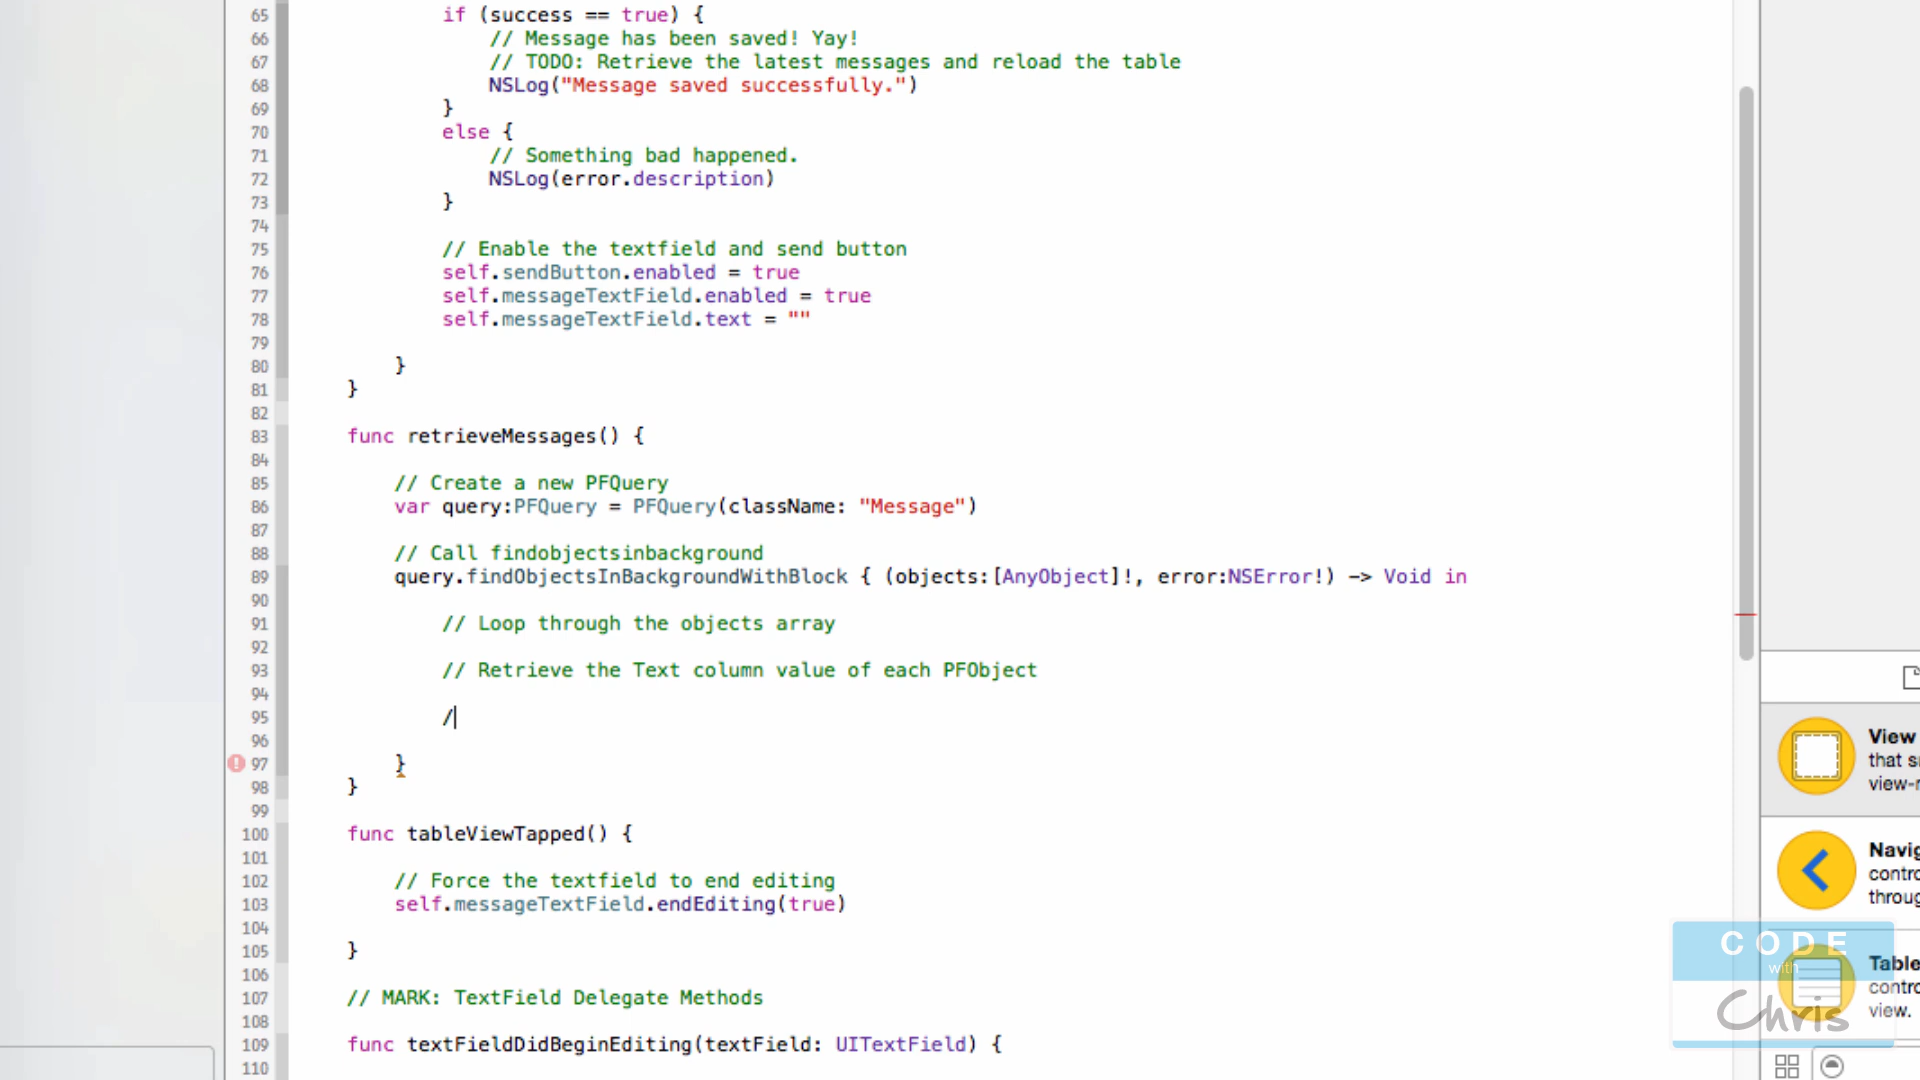 65 if (success == true) {
66 // Message has been saved! Yay!
67 // TODO: Retrieve the latest messages and reload the table
68 NSLog("Message saved successfully.")
69 }
70 else {
71 // Something bad happened.
72 NSLog(error.description)
73 }
74
75 // Enable the textfield and send button
76 self.sendButton.enabled = true
77 self.messageTextField.enabled = true
78 self.messageTextField.text = ""
79
80 }
81 }
82
83 func retrieveMessages() {
84
85 // Create a new PFQuery
86 var query:PFQuery = PFQuery(className: "Message")
87
88 // Call findobjectsinbackground
89 query.findObjectsInBackgroundWithBlock { (objects:[AnyObject]!, error:NSError!) -> Void in
90
91 // Loop through the objects array
92
93 // Retrieve the Text column value of each PFObject
94
95 /
96
97 }
98 }
99
100 func tableViewTapped() {
101
102 // Force the textfield to end editing
103 self.messageTextField.endEditing(true)
104
105 }
106
107 // MARK: TextField Delegate Methods
108
109 func textFieldDidBeginEditing(textField: UITextField) {
110
View
that s
view-r
Navig
contro
throug
Table
contro
view.
CODE
with
Chris